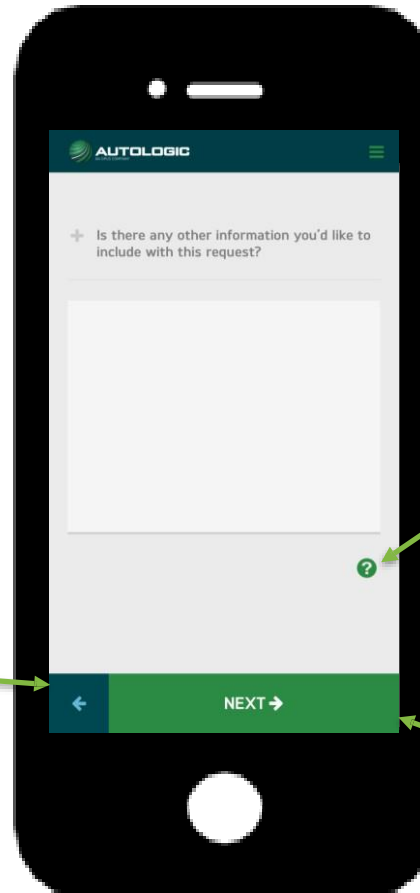 AUTOLOGIC
Is there any other information you'd like to
include with this request?
?
NEXT